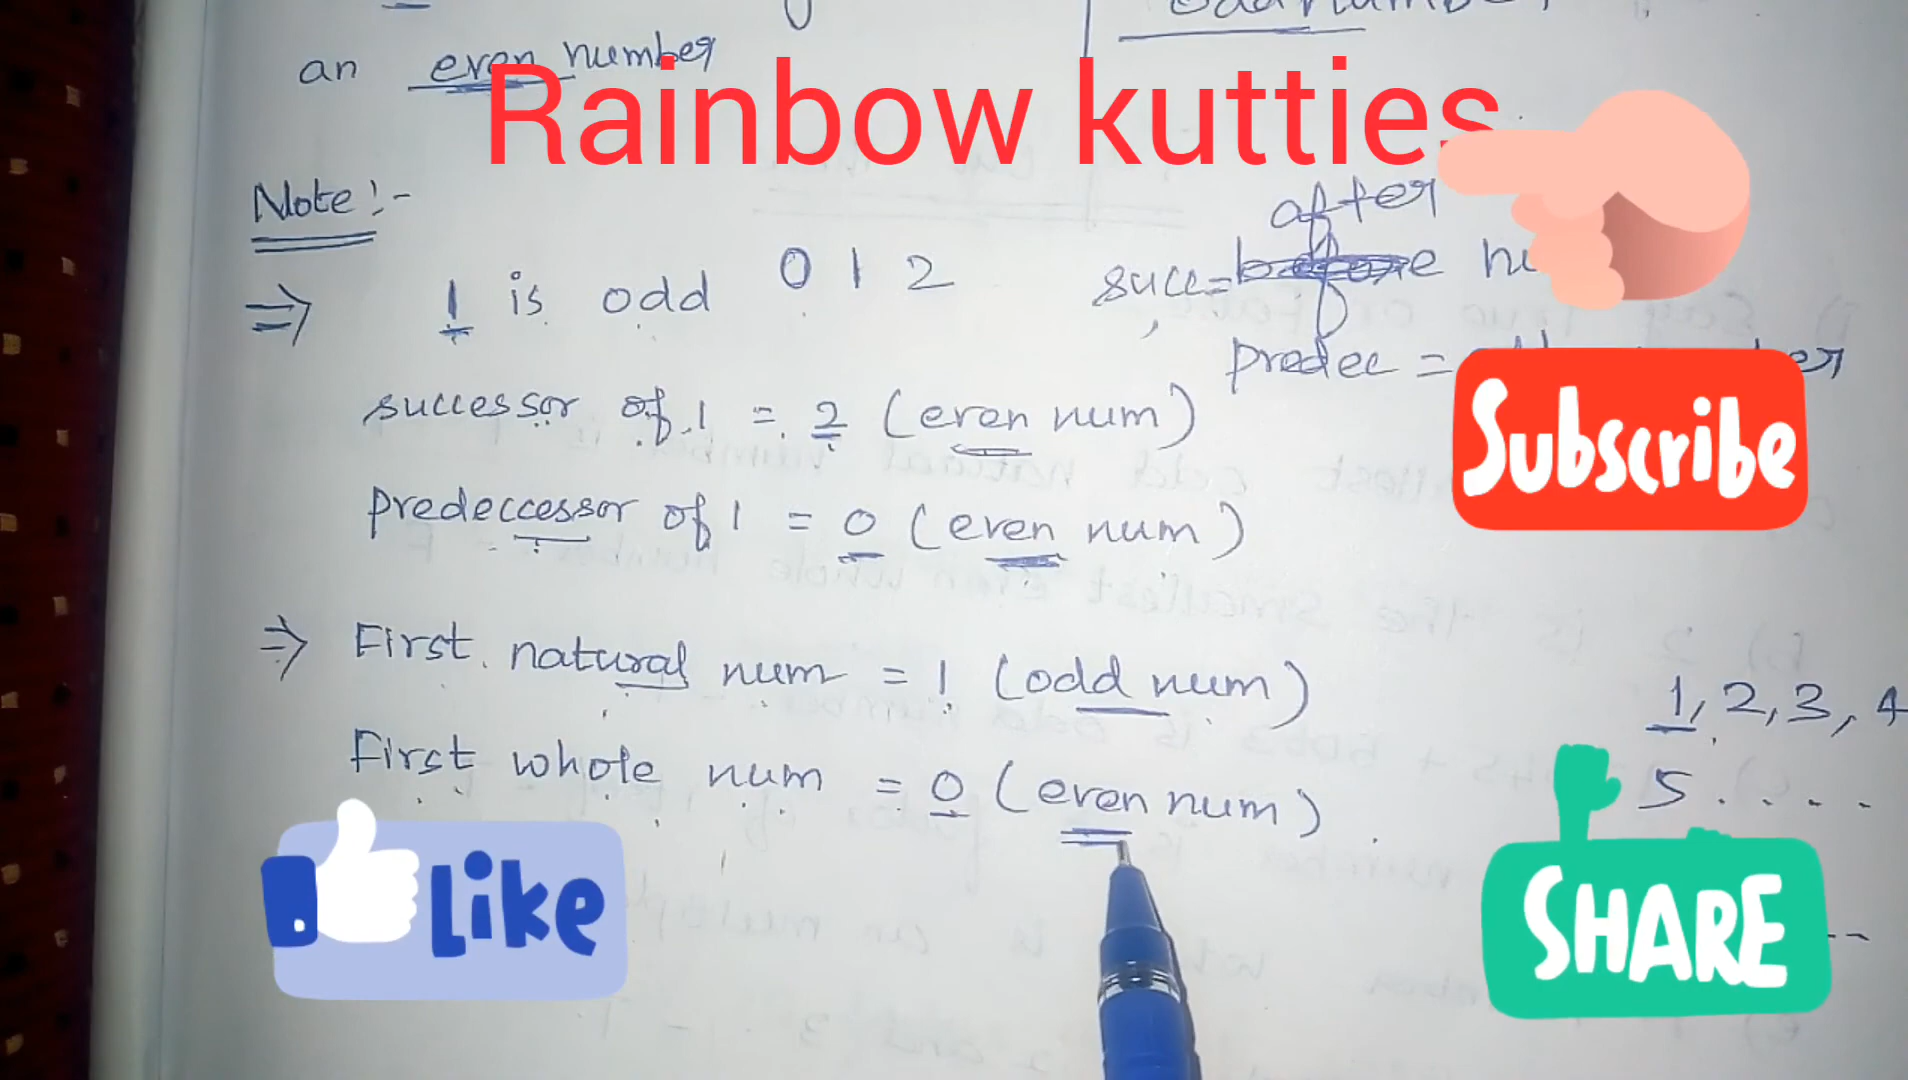 odd number
an even number
Rainbow kutties
Note :-
after
⇒ 1 is odd 0 1 2
succ =
predec =
successor of 1 = 2 (even num)
Subscribe
predeccessor of 1 = 0 (even num)
⇒ First natural num = 1 (odd num)
1, 2, 3, 4
First whole num = 0 (even num)
5 . . . .
Like
SHARE